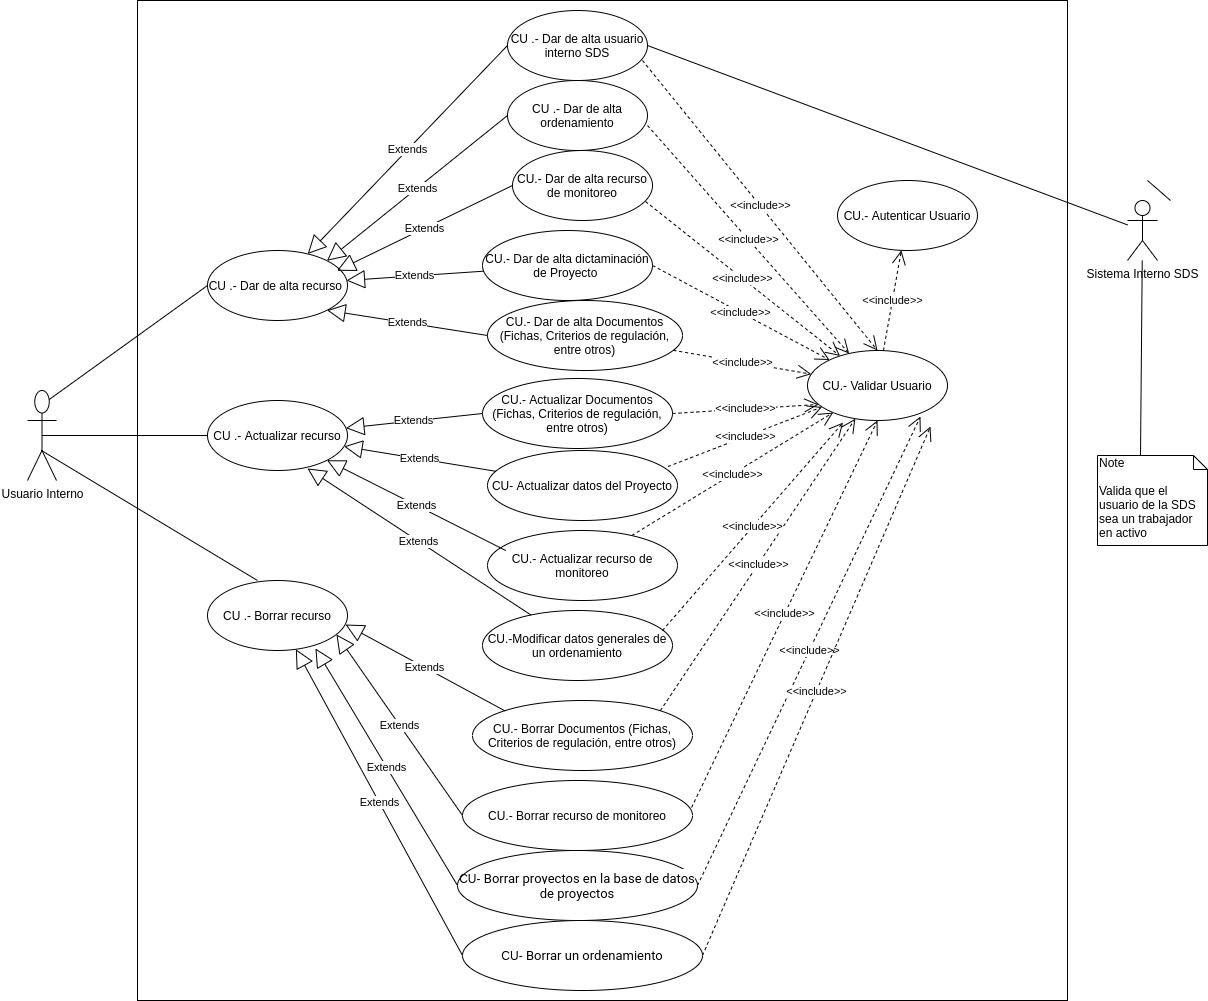 CU .- Dar de alta usuario
interno SDS
CU .- Dar de alta
ordenamiento
Extends
CU.- Dar de alta recurso
de monitoreo
Extends
<<include>>
CU.- Autenticar Usuario
Extends
<<include>>
CU.- Dar de alta dictaminación
de Proyecto
Sistema Interno SDS
Extends
<<include>>
CU .- Dar de alta recurso
<<include>>
<<include>>
CU.- Dar de alta Documentos
(Fichas, Criterios de regulación,
entre otros)
Extends
<<include>>
CU.- Validar Usuario
CU.- Actualizar Documentos
(Fichas, Criterios de regulación,
entre otros)
Extends
<<include>>
CU .- Actualizar recurso
<<include>>
Extends
Note
Valida que el
usuario de la SDS
sea un trabajador
en activo
<<include>>
CU- Actualizar datos del Proyecto
Usuario Interno
Extends
<<include>>
Extends
CU.- Actualizar recurso de
monitoreo
<<include>>
CU .- Borrar recurso
<<include>>
CU.-Modificar datos generales de
un ordenamiento
<<include>>
Extends
<<include>>
Extends
CU.- Borrar Documentos (Fichas,
Criterios de regulación, entre otros)
Extends
Extends
CU.- Borrar recurso de monitoreo
CU- Borrar proyectos en la base de datos
de proyectos
CU- Borrar un ordenamiento